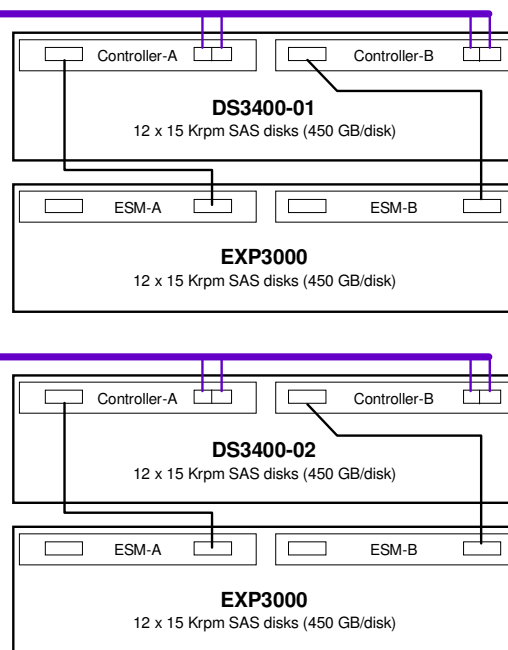 Controller-A Controller-B
DS3400-01
12 x 15 Krpm SAS disks (450 GB/disk)
ESM-A ESM-B
EXP3000
12 x 15 Krpm SAS disks (450 GB/disk)
Controller-A Controller-B
DS3400-02
12 x 15 Krpm SAS disks (450 GB/disk)
ESM-A ESM-B
EXP3000
12 x 15 Krpm SAS disks (450 GB/disk)